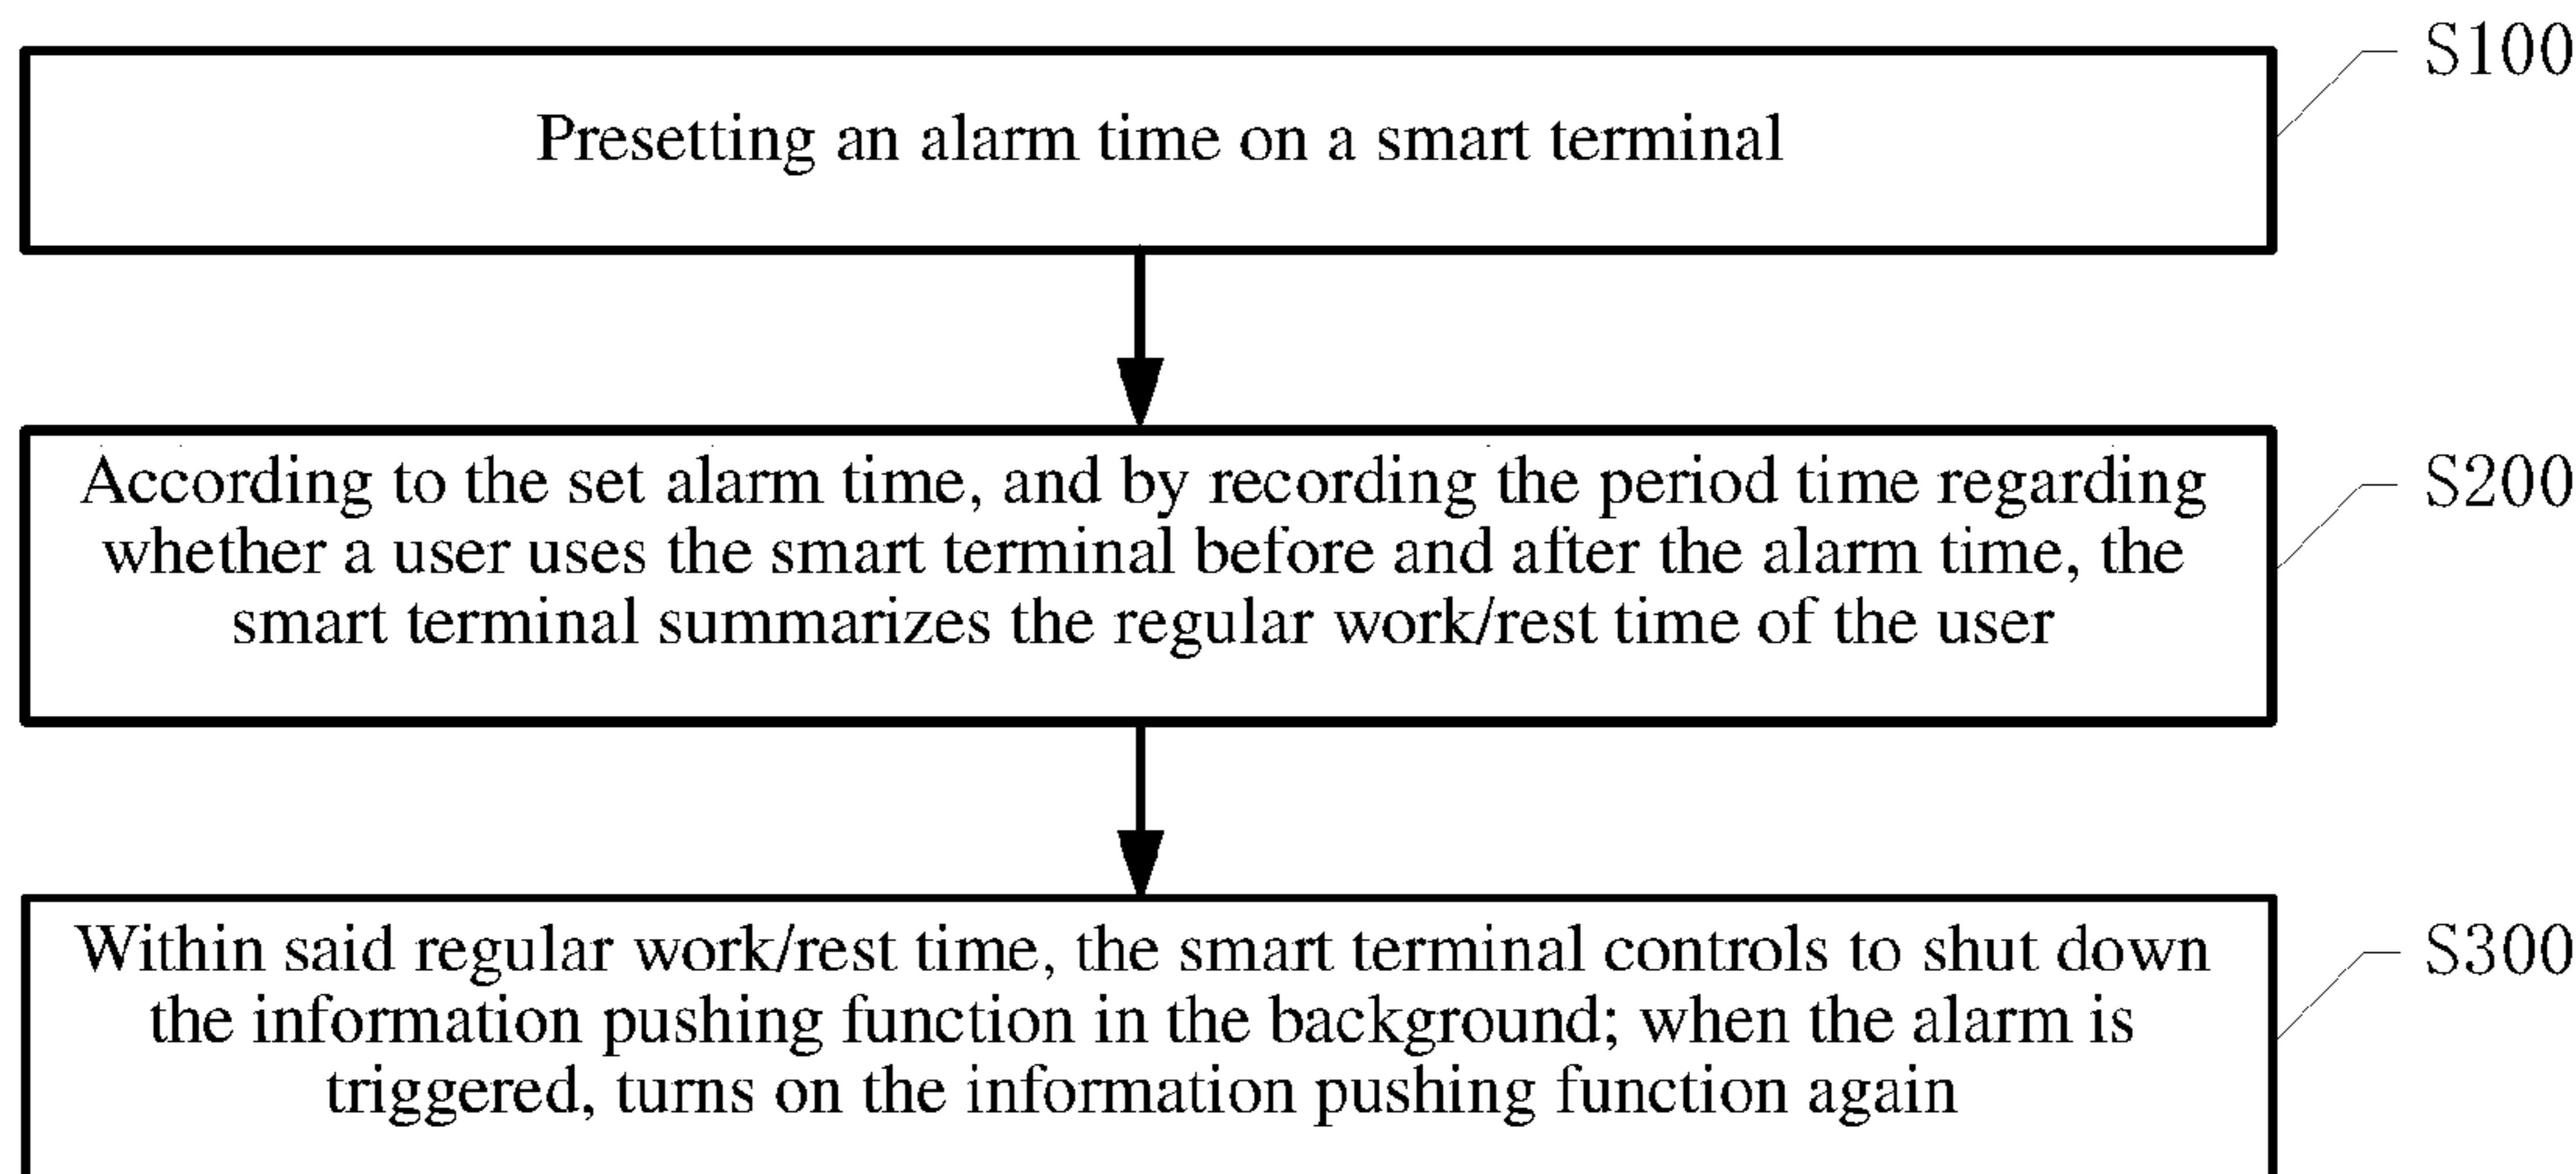 S100
Presetting an alarm time on a smart terminal
S200
According to the set alarm time, and by recording the period time regarding
whether a user uses the smart terminal before and after the alarm time, the
smart terminal summarizes the regular work/rest time of the user
S300
Within said regular work/rest time, the smart terminal controls to shut down
the information pushing function in the background; when the alarm is
triggered, turns on the information pushing function again